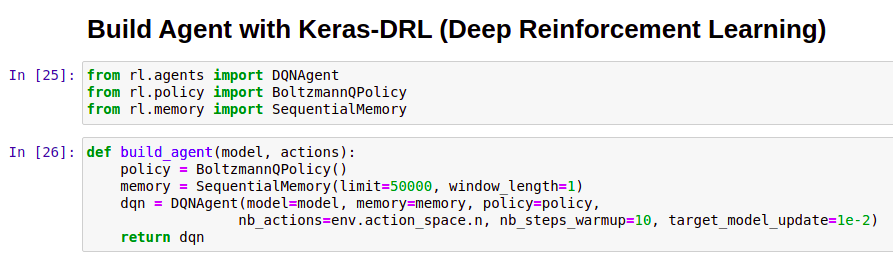 Build Agent with Keras-DRL (Deep Reinforcement Learning)
In [25]: from rl.agents import DQNAgent
from rl.policy import BoltzmannQPolicy
from rl.memory import SequentialMemory
In [26]: def build_agent(model, actions):
    policy = BoltzmannQPolicy()
    memory = SequentialMemory(limit=50000, window_length=1)
    dqn = DQNAgent(model=model, memory=memory, policy=policy,
                  nb_actions=env.action_space.n, nb_steps_warmup=10, target_model_update=1e-2)
    return dqn